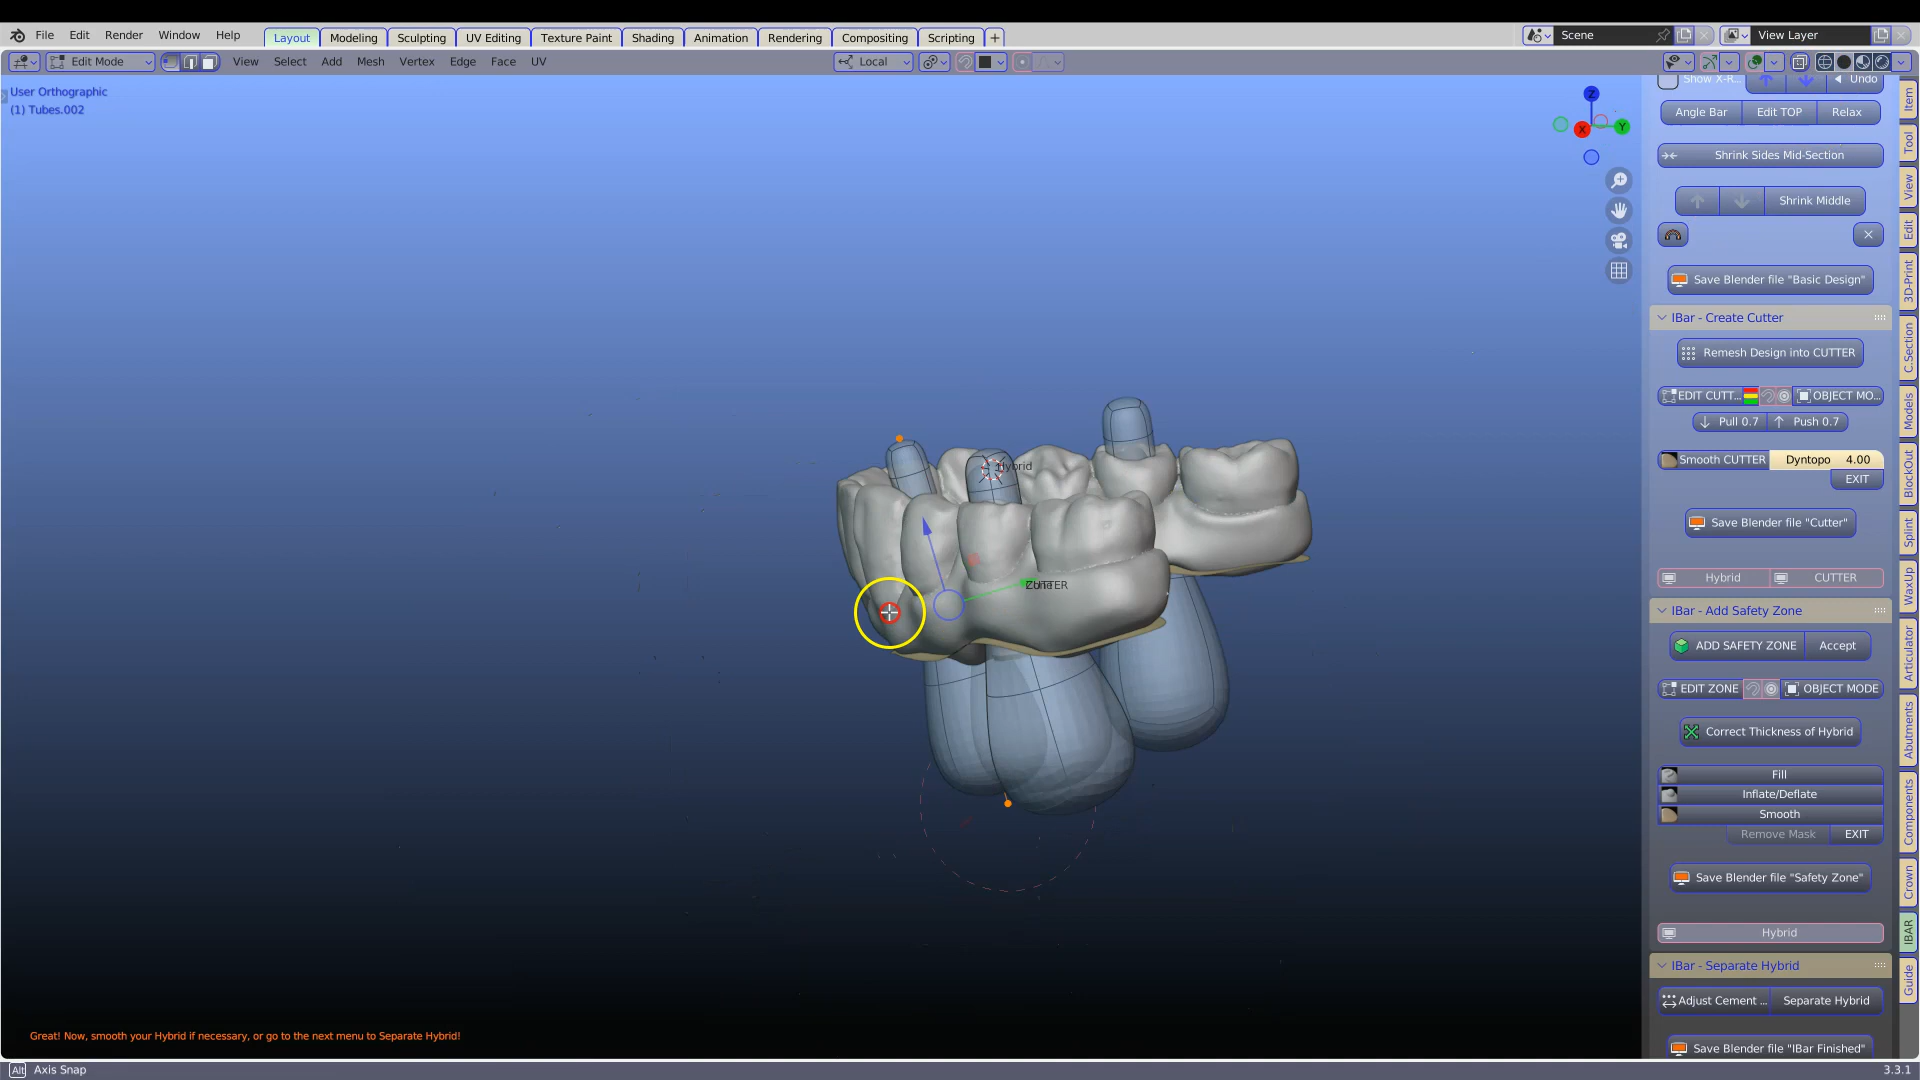 File Edit Render Window Help Layout Modeling Sculpting UV Editing Texture Paint Shading Animation Rendering Compositing Scripting + Scene View Layer
Edit Mode View Select Add Mesh Vertex Edge Face UV Local
User Orthographic
(1) Tubes.002
Z
X
Y
Hybrid
CUTTER
Show X-R... Undo
Angle Bar Edit TOP Relax
Shrink Sides Mid-Section
Shrink Middle
Save Blender file "Basic Design"
IBar - Create Cutter
Remesh Design into CUTTER
EDIT CUTT... OBJECT MO...
Pull 0.7 Push 0.7
Smooth CUTTER Dyntopo 4.00
EXIT
Save Blender file "Cutter"
Hybrid CUTTER
IBar - Add Safety Zone
ADD SAFETY ZONE Accept
EDIT ZONE OBJECT MODE
Correct Thickness of Hybrid
Fill
Inflate/Deflate
Smooth
Remove Mask EXIT
Save Blender file "Safety Zone"
Hybrid
IBar - Separate Hybrid
Adjust Cement ... Separate Hybrid
Save Blender file "IBar Finished"
Item
Tool
View
Edit
3D-Print
C.Section
Models
BlockOut
Splint
WaxUp
Articulator
Abutments
Components
Crown
IBAR
Guide
Great! Now, smooth your Hybrid if necessary, or go to the next menu to Separate Hybrid!
Alt Axis Snap
3.3.1